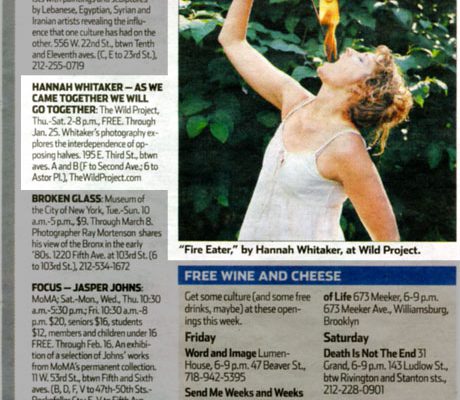 by Lebanese, Egyptian, Syrian and
Iranian artists revealing the influ-
ence that one culture has had on the
other. 556 W. 22nd St., btwn Tenth
and Eleventh aves. (C, E to 23rd St.),
212-255-0719
HANNAH WHITAKER — AS WE
CAME TOGETHER WE WILL
GO TOGETHER: The Wild Project,
Thu.-Sat. 2-8 p.m., FREE. Through
Jan. 25. Whitaker's photography ex-
plores the interdependence of op-
posing halves. 195 E. Third St., btwn
aves. A and B (F to Second Ave.; 6 to
Astor Pl.), TheWildProject.com
BROKEN GLASS: Museum of
the City of New York, Tue.-Sun. 10
a.m.-5 p.m., $9. Through March 8.
Photographer Ray Mortenson shares
his view of the Bronx in the early
'80s. 1220 Fifth Ave. at 103rd St. (6
to 103rd St.), 212-534-1672
FOCUS — JASPER JOHNS:
MoMA; Sat.-Mon., Wed., Thu. 10:30
a.m.-5:30 p.m.; Fri. 10:30 a.m.-8
p.m. $20, seniors $16, students
$12, members and children under 16
FREE. Through Feb. 16. An exhibi-
tion of a selection of Johns' works
from MoMA's permanent collection.
11 W. 53rd St., btwn Fifth and Sixth
aves. (B, D, F, V to 47th-50th Sts.-
"Fire Eater," by Hannah Whitaker, at Wild Project.
FREE WINE AND CHEESE
Get some culture (and some free
drinks, maybe) at these open-
ings this week.
Friday
Word and Image Lumen-
House, 6-9 p.m. 47 Beaver St.,
718-942-5395
Send Me Weeks and Weeks
of Life 673 Meeker, 6-9 p.m.
673 Meeker Ave., Williamsburg,
Brooklyn
Saturday
Death Is Not The End 31
Grand, 6-9 p.m. 143 Ludlow St.,
btw Rivington and Stanton sts.,
212-228-0901